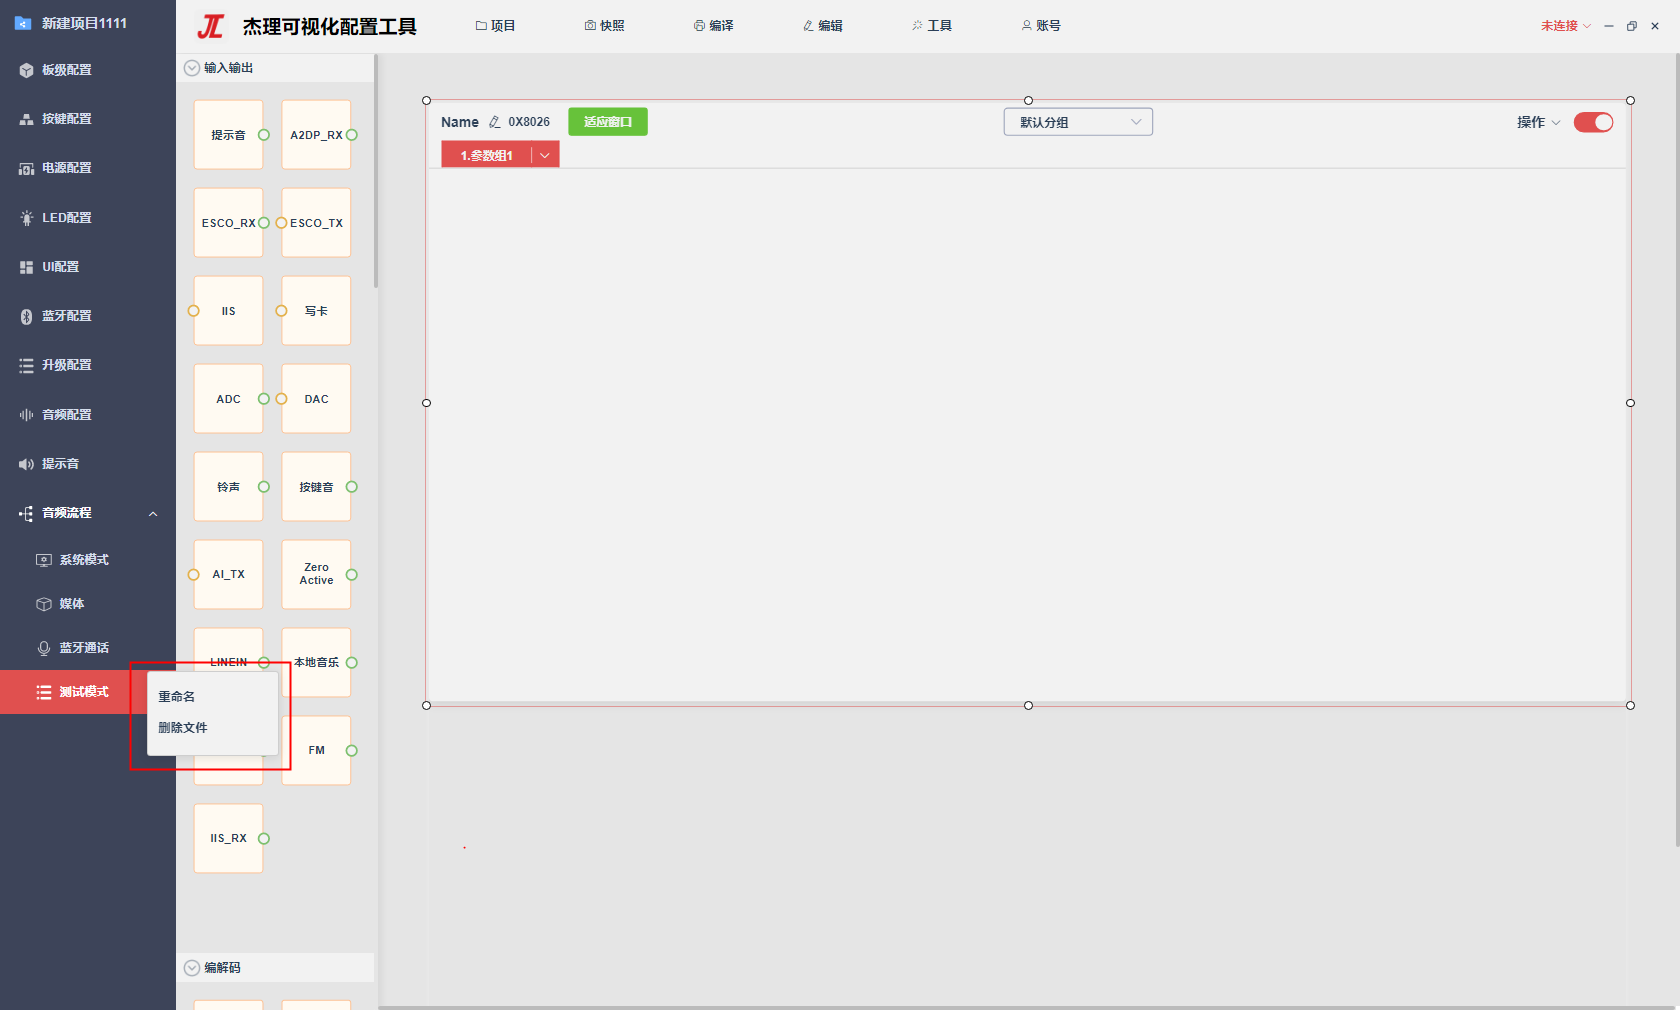 新建项目1111
杰理可视化配置工具
项目
快照
编译
编辑
工具
账号
未连接
板级配置
按键配置
电源配置
LED配置
UI配置
蓝牙配置
升级配置
音频配置
提示音
音频流程
系统模式
媒体
蓝牙通话
测试模式
重命名
删除文件
输入输出
提示音
A2DP_RX
ESCO_RX
ESCO_TX
IIS
写卡
ADC
DAC
铃声
按键音
AI_TX
Zero
Active
LINEIN
本地音乐
FM
IIS_RX
编解码
Name
0X8026
适应窗口
默认分组
操作
1.参数组1